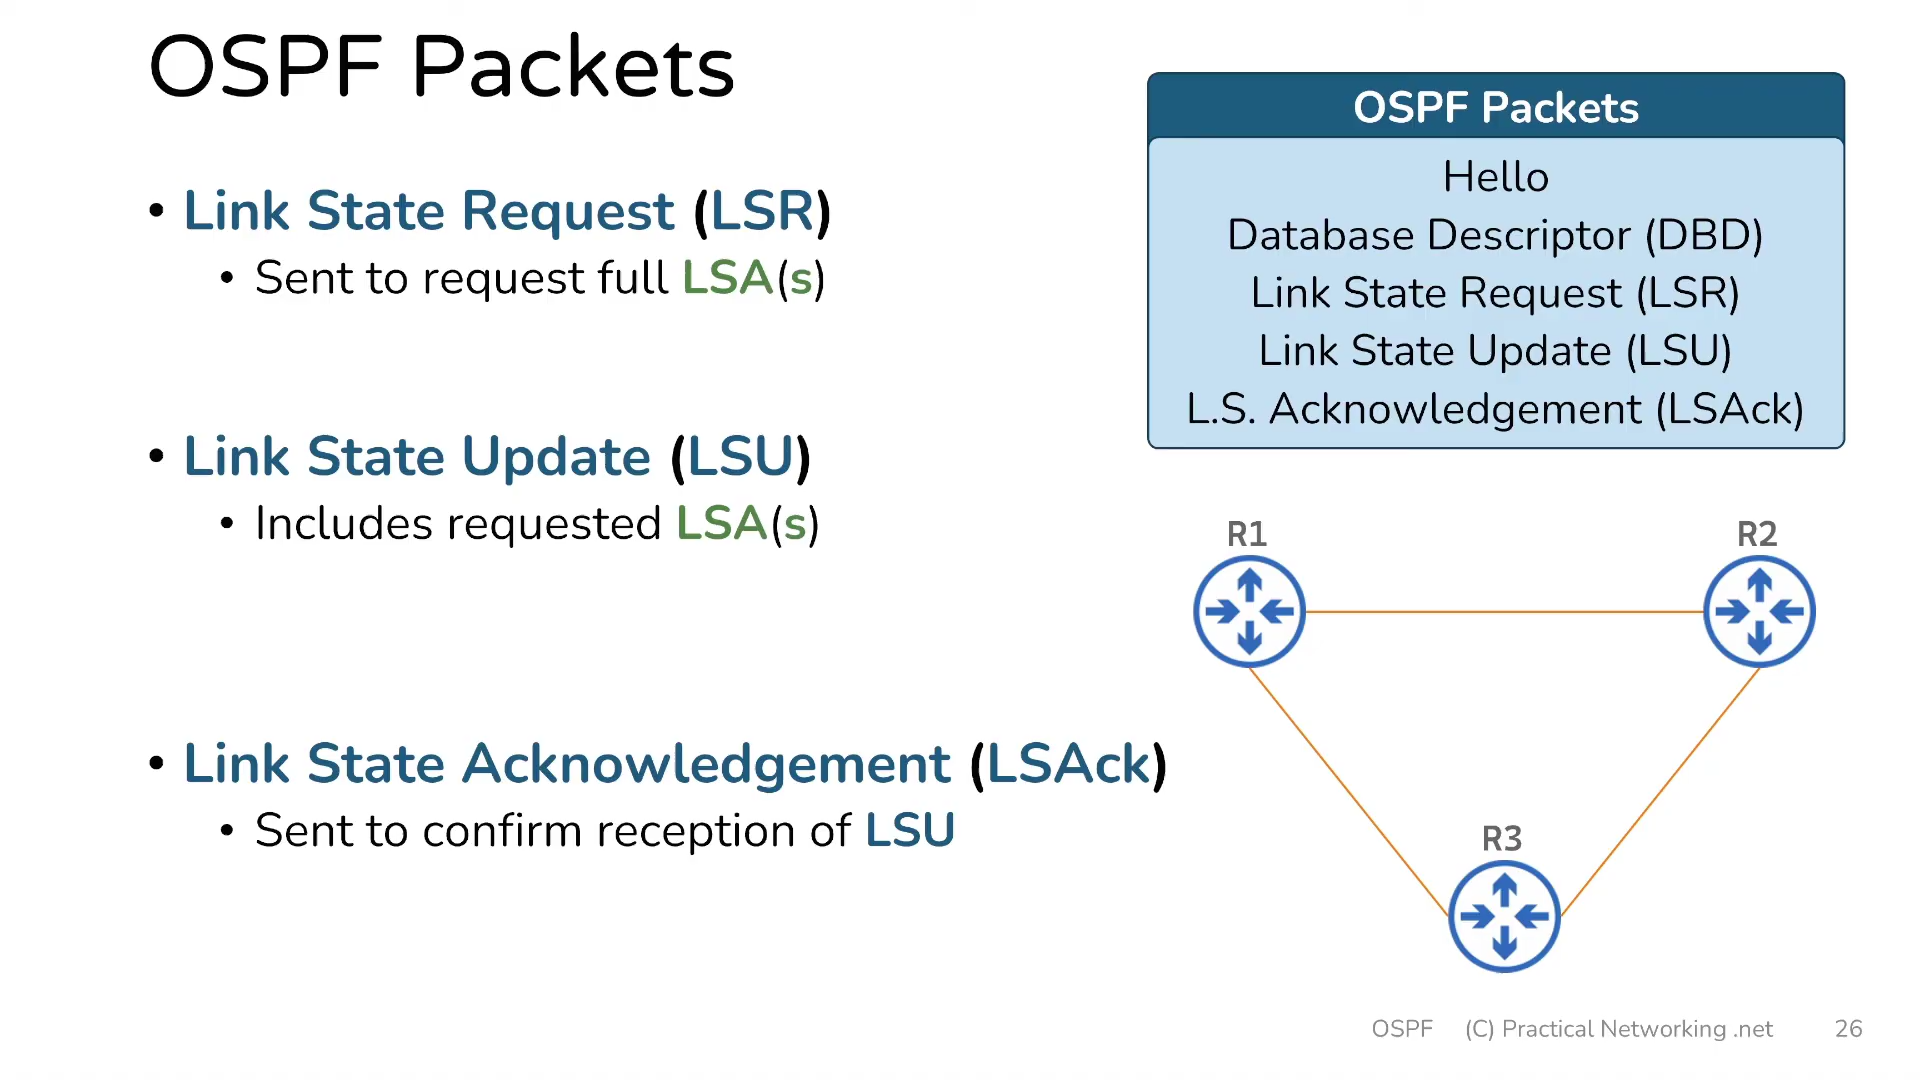 OSPF Packets
• Link State Request (LSR)
• Sent to request full LSA(s)
• Link State Update (LSU)
• Includes requested LSA(s)
• Link State Acknowledgement (LSAck)
• Sent to confirm reception of LSU
OSPF Packets
Hello
Database Descriptor (DBD)
Link State Request (LSR)
Link State Update (LSU)
L.S. Acknowledgement (LSAck)
R1
R2
R3
OSPF (C) Practical Networking .net 26